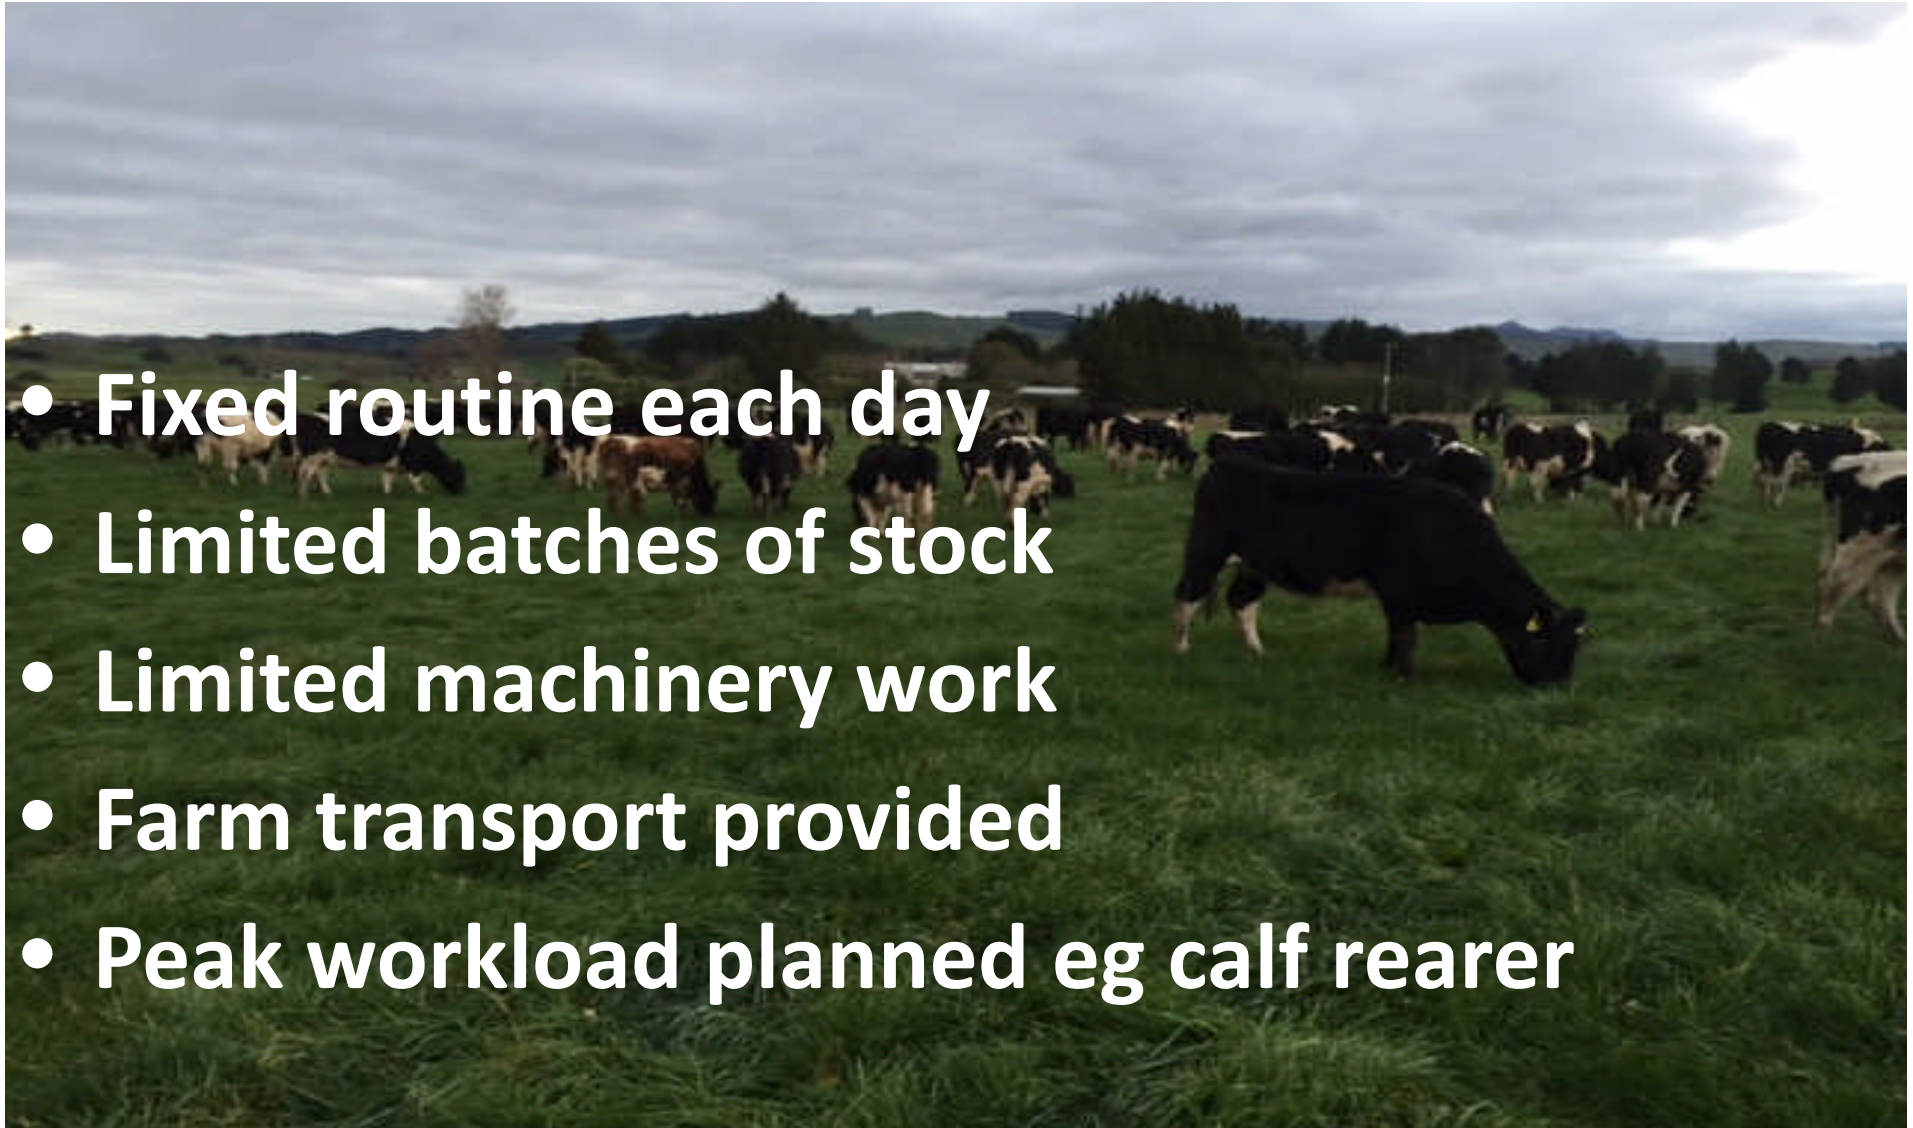 • Fixed routine each day
• Limited batches of stock
• Limited machinery work
• Farm transport provided
• Peak workload planned eg calf rearer